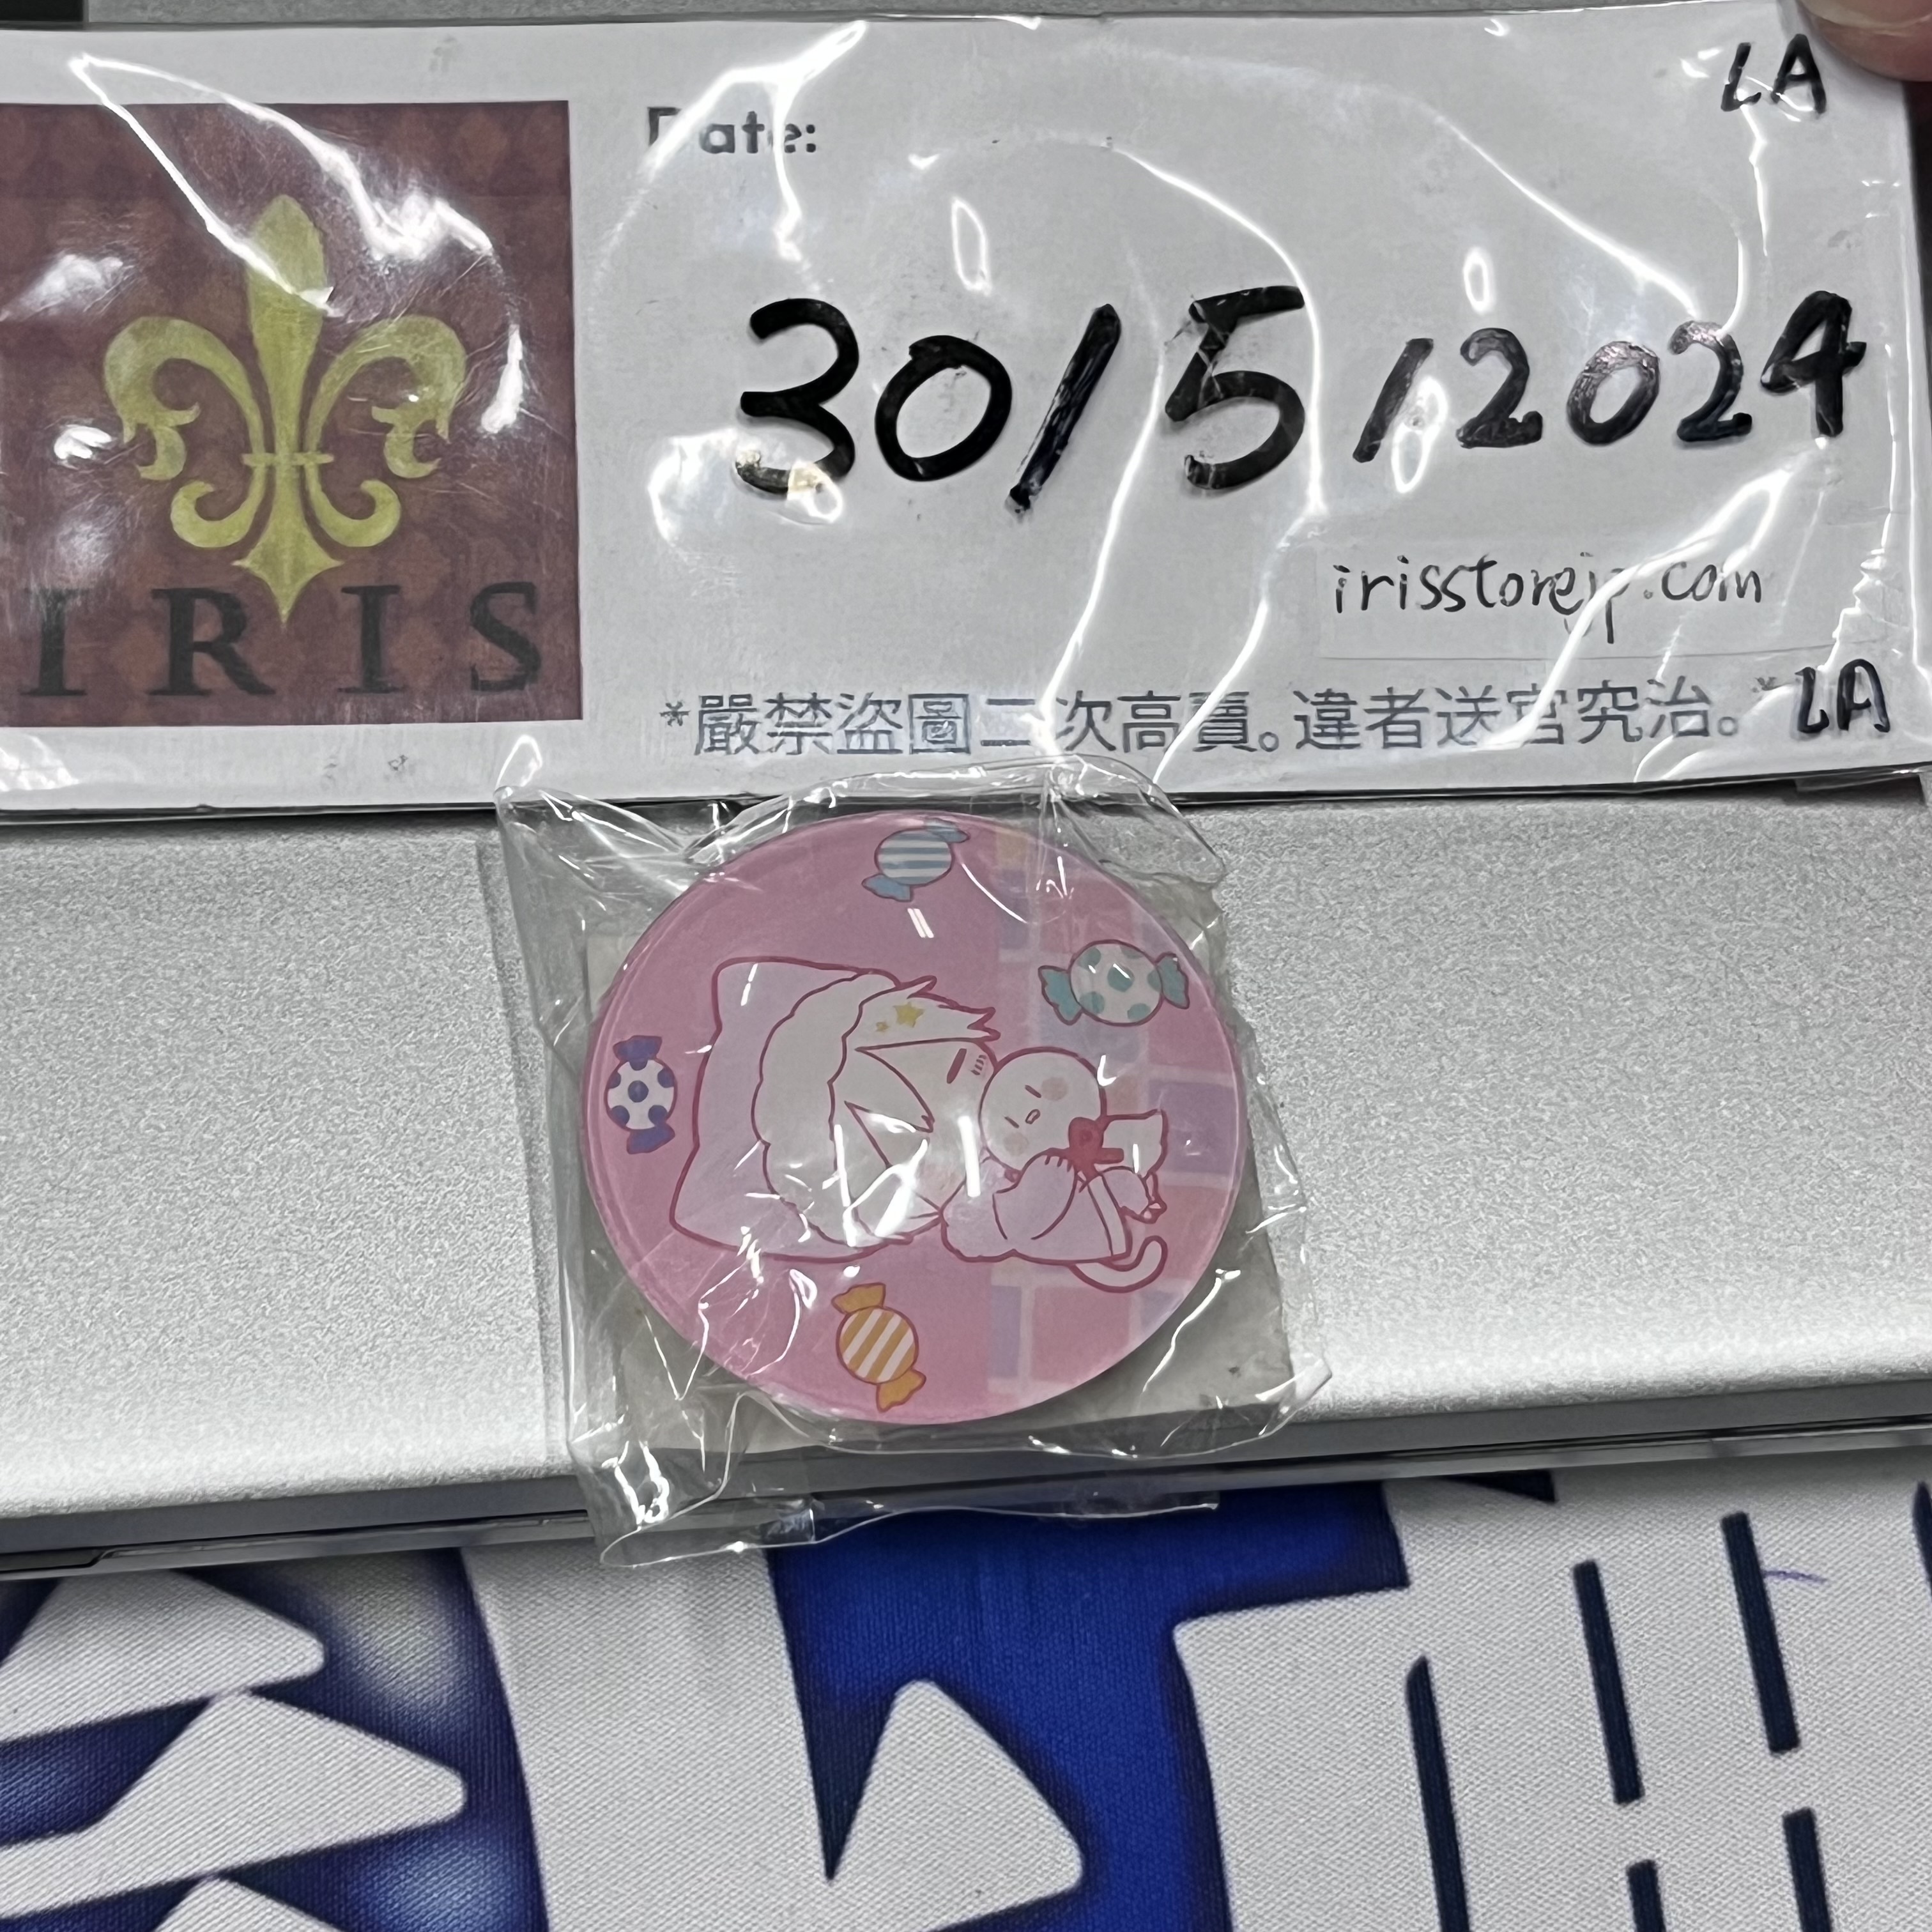 LA
Date:
30/5/2024
IRIS
irisstorejp.com
*嚴禁盜圖二次高賣。違者送官究治。*
LA